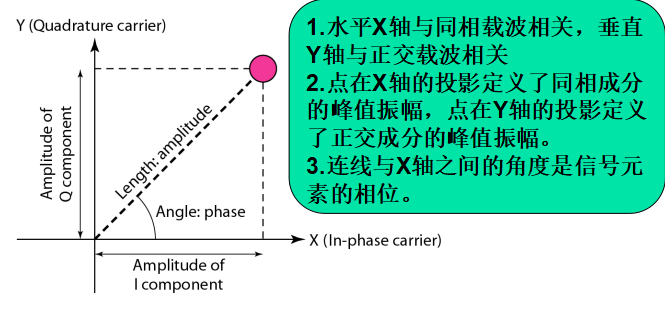 Y (Quadrature carrier)
Amplitude of
Q component
Length: amplitude
Angle: phase
X (In-phase carrier)
Amplitude of
I component
1.水平X轴与同相载波相关，垂直
Y轴与正交载波相关
2.点在X轴的投影定义了同相成分
的峰值振幅，点在Y轴的投影定义
了正交成分的峰值振幅。
3.连线与X轴之间的角度是信号元
素的相位。